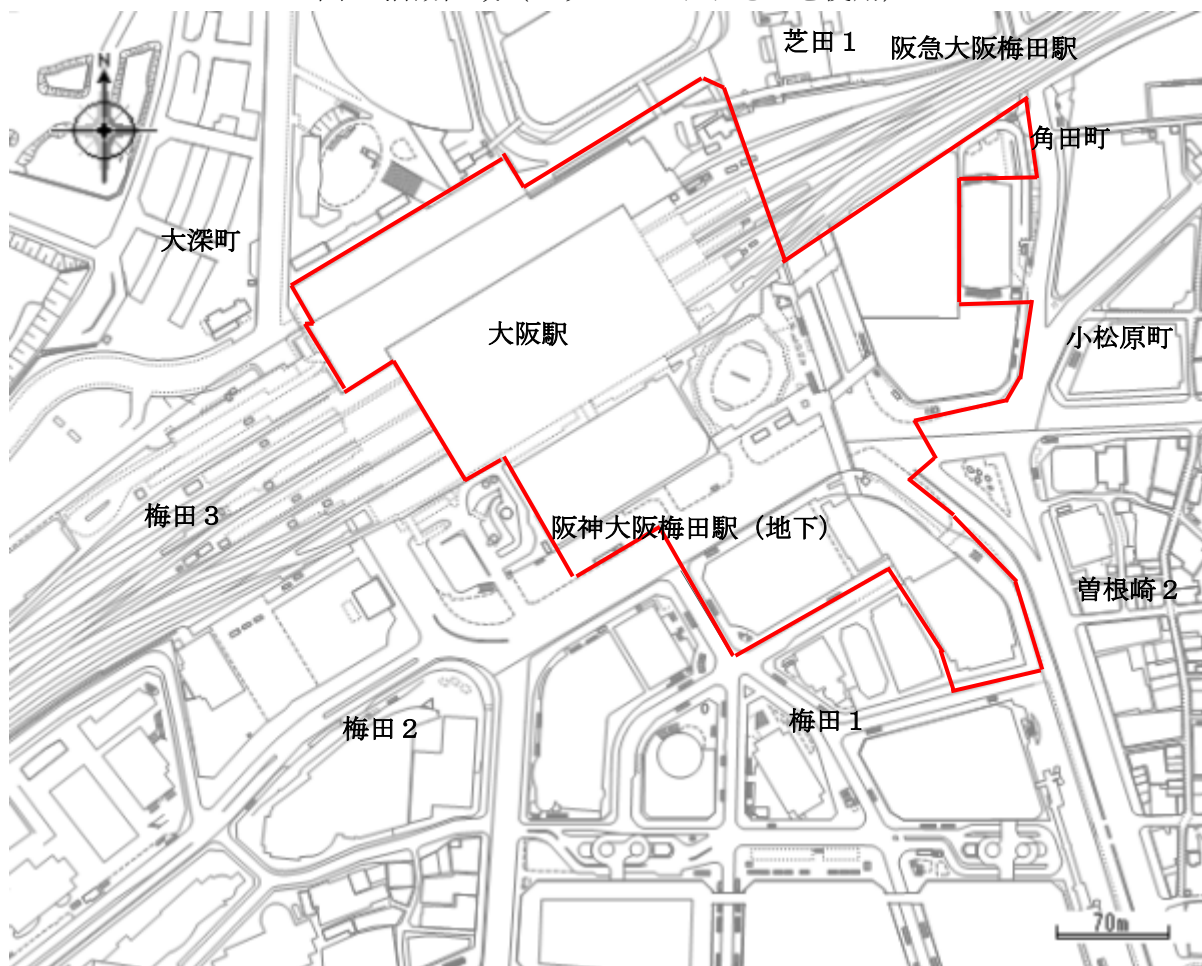 芝田１
阪急大阪梅田駅
N
角田町
大深町
大阪駅
小松原町
梅田３
阪神大阪梅田駅（地下）
曽根崎２
梅田１
梅田２
70m